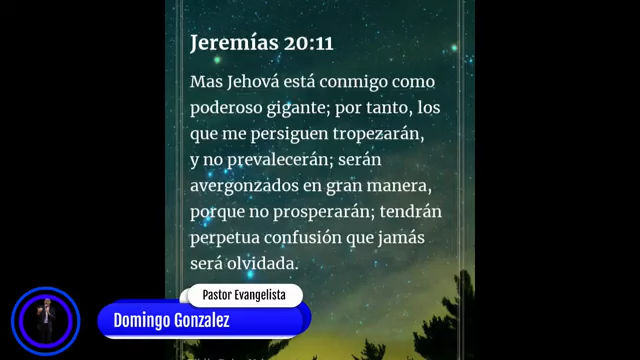 Jeremías 20:11
Mas Jehová está conmigo como
poderoso gigante; por tanto, los
que me persiguen tropezarán,
y no prevalecerán; serán
avergonzados en gran manera,
porque no prosperarán; tendrán
perpetua confusión que jamás
será olvidada.
Pastor Evangelista
Domingo Gonzalez